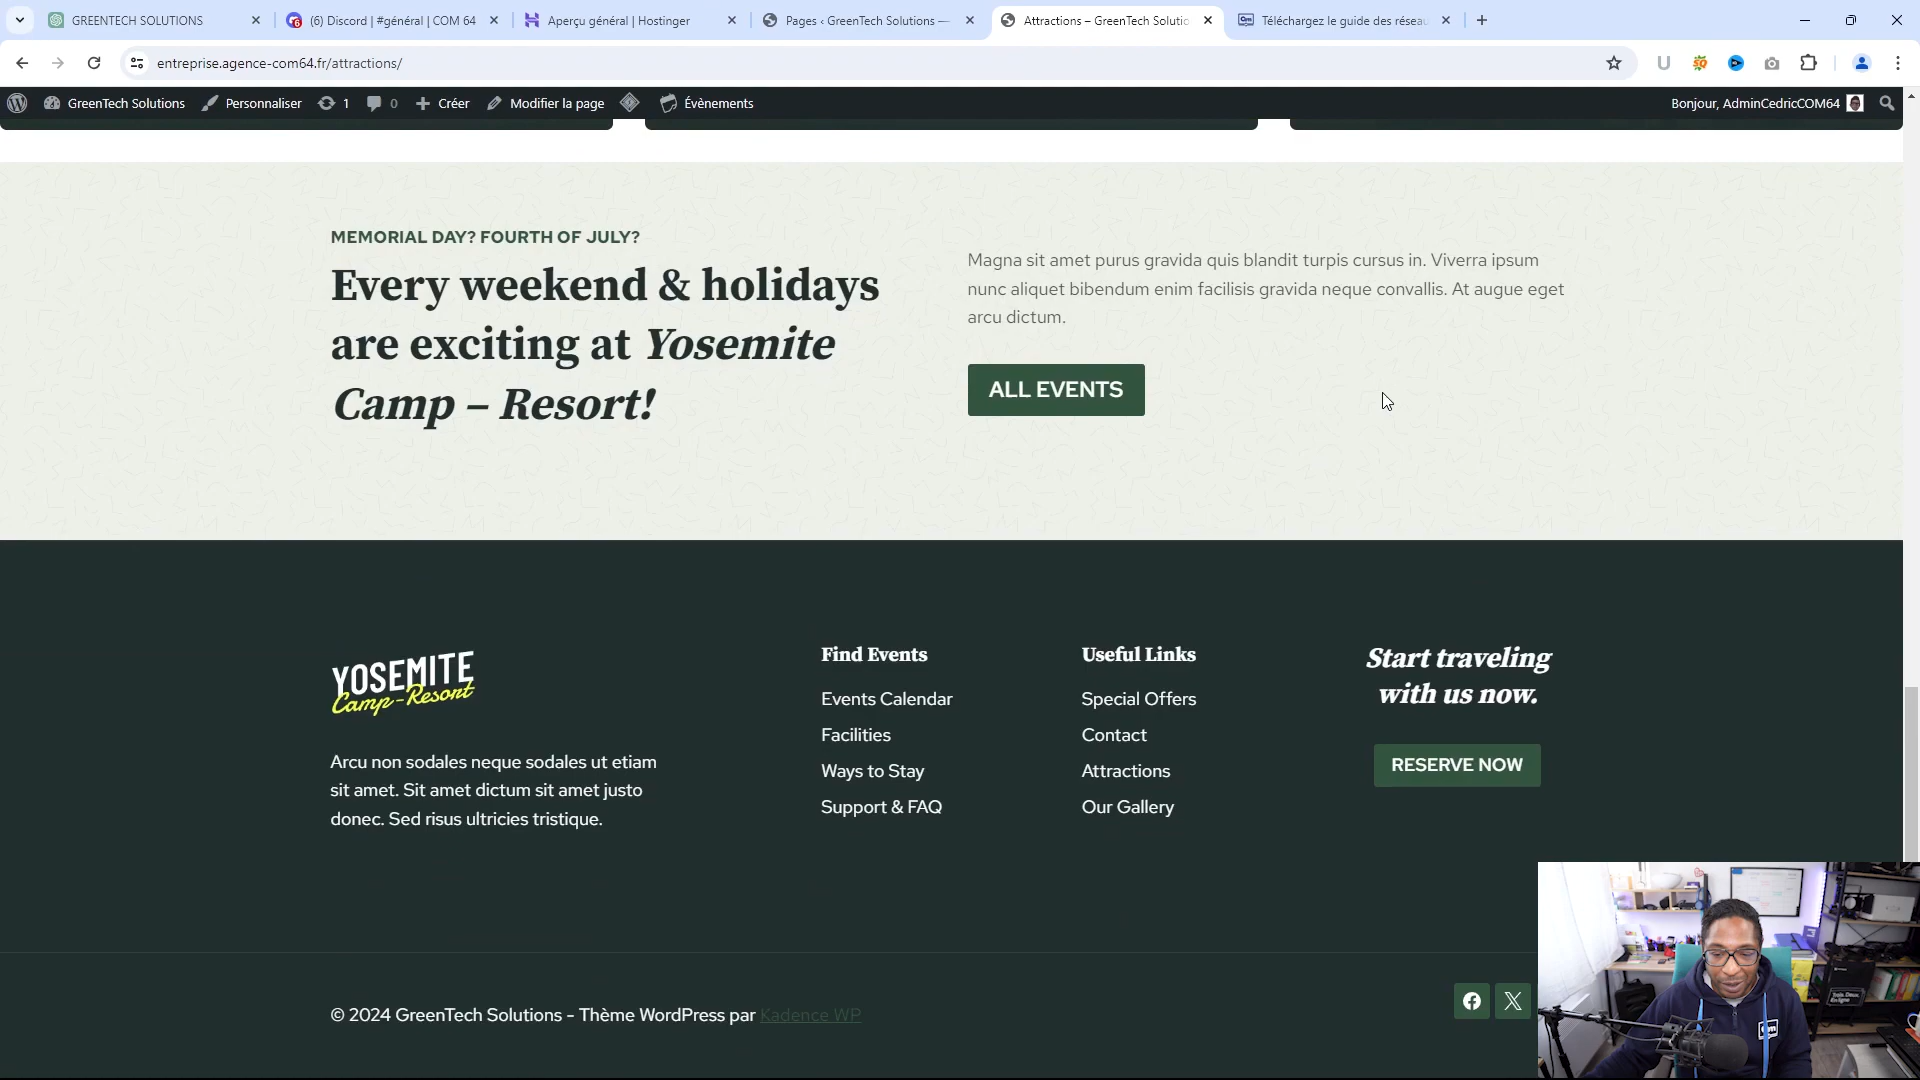 GREENTECH SOLUTIONS
(6) Discord | #général | COM 64
Aperçu général | Hostinger
Pages ‹ GreenTech Solutions —
Attractions – GreenTech Solutio
Téléchargez le guide des réseau
entreprise.agence-com64.fr/attractions/
GreenTech Solutions
Personnaliser
1
0
Créer
Modifier la page
Évènements
Bonjour, AdminCedricCOM64
MEMORIAL DAY? FOURTH OF JULY?
Every weekend & holidays
are exciting at Yosemite
Camp – Resort!
Magna sit amet purus gravida quis blandit turpis cursus in. Viverra ipsum
nunc aliquet bibendum enim facilisis gravida neque convallis. At augue eget
arcu dictum.
ALL EVENTS
YOSEMITE
Camp-Resort
Arcu non sodales neque sodales ut etiam
sit amet. Sit amet dictum sit amet justo
donec. Sed risus ultricies tristique.
Find Events
Events Calendar
Facilities
Ways to Stay
Support & FAQ
Useful Links
Special Offers
Contact
Attractions
Our Gallery
Start traveling
with us now.
RESERVE NOW
© 2024 GreenTech Solutions - Thème WordPress par Kadence WP